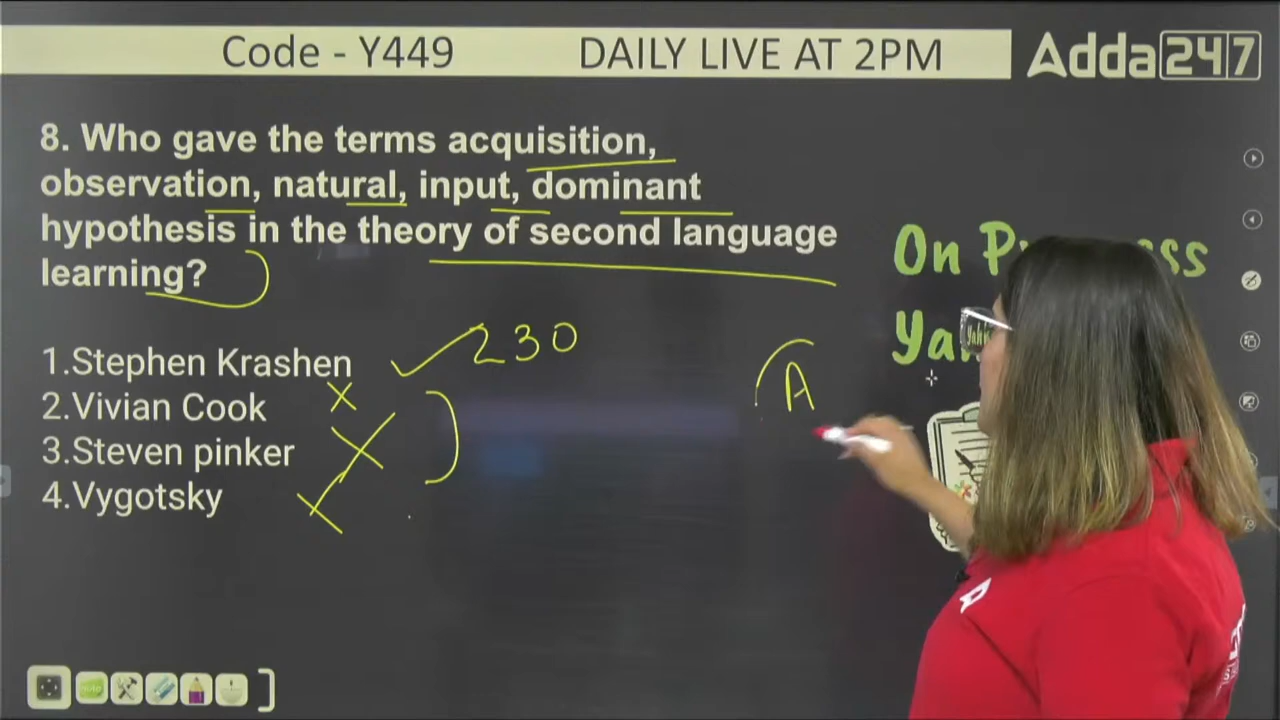 Code - Y449 DAILY LIVE AT 2PM Adda247
8. Who gave the terms acquisition,
observation, natural, input, dominant
hypothesis in the theory of second language
learning?
1.Stephen Krashen
2.Vivian Cook
3.Steven pinker
4.Vygotsky
230
A
On